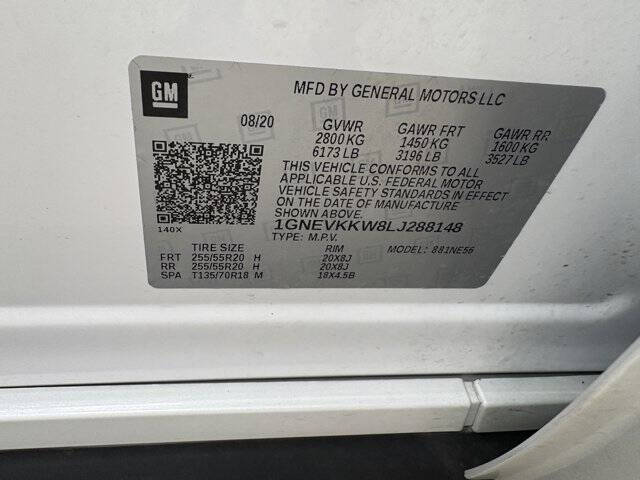 GM
MFD BY GENERAL MOTORS LLC
08/20 GVWR GAWR FRT GAWR RR
2800 KG 1450 KG 1600 KG
6173 LB 3196 LB 3527 LB
THIS VEHICLE CONFORMS TO ALL
APPLICABLE U.S. FEDERAL MOTOR
VEHICLE SAFETY STANDARDS IN EFFECT
ON THE DATE OF MANUFACTURE
SHOWN ABOVE.
1GNEVKKW8LJ288148
140X
TYPE: M.P.V. MODEL: 881NE56
TIRE SIZE RIM
FRT 255/55R20 H 20X8J
RR 255/55R20 H 20X8J
SPA T135/70R18 M 18X4.5B